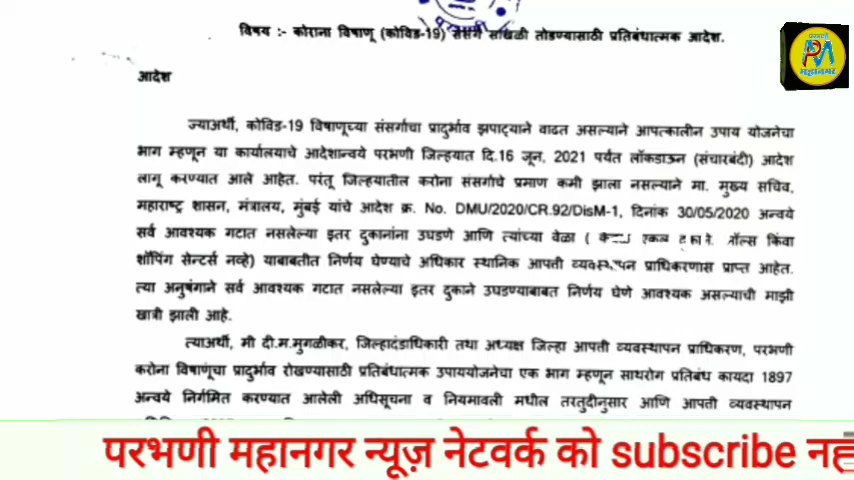 विषय :- कोराना विषाणू (कोविड-19) संसर्ग साखळी तोडण्यासाठी प्रतिबंधात्मक आदेश.
परभणी
महानगर
आदेश
ज्याअर्थी, कोविड-19 विषाणूच्या संसर्गाचा प्रादुर्भाव झपाट्याने वाढत असल्याने आपत्कालीन उपाय योजनेचा
भाग म्हणून या कार्यालयाचे आदेशान्वये परभणी जिल्हयात दि.16 जून, 2021 पर्यंत लॉकडाऊन (संचारबंदी) आदेश
लागू करण्यात आले आहेत. परंतू जिल्हयातील करोना संसर्गाचे प्रमाण कमी झाला नसल्याने मा. मुख्य सचिव,
महाराष्ट्र शासन, मंत्रालय, मुंबई यांचे आदेश क्र. No. DMU/2020/CR.92/DisM-1, दिनांक 30/05/2020 अन्वये
सर्व आवश्यक गटात नसलेल्या इतर दुकानांना उघडणे आणि त्यांच्या वेळा ( एकल मॉल्स किंवा
शॉपिंग सेन्टर्स नव्हे) याबाबतीत निर्णय घेण्याचे अधिकार स्थानिक आपती व्यवस्थापन प्राधिकरणास प्राप्त आहेत.
त्या अनुषंगाने सर्व आवश्यक गटात नसलेल्या इतर दुकाने उघडण्याबाबत निर्णय घेणे आवश्यक असल्याची माझी
खात्री झाली आहे.
त्याअर्थी, मी दी.म.मुगळीकर, जिल्हादंडाधिकारी तथा अध्यक्ष जिल्हा आपती व्यवस्थापन प्राधिकरण, परभणी
करोना विषाणूंचा प्रादुर्भाव रोखण्यासाठी प्रतिबंधात्मक उपाययोजनेचा एक भाग म्हणून साथरोग प्रतिबंध कायदा 1897
अन्वये निर्गमित करण्यात आलेली अधिसूचना व नियमावली मधील तरतुदीनुसार आणि आपती व्यवस्थापन
परभणी महानगर न्यूज़ नेटवर्क को subscribe नह